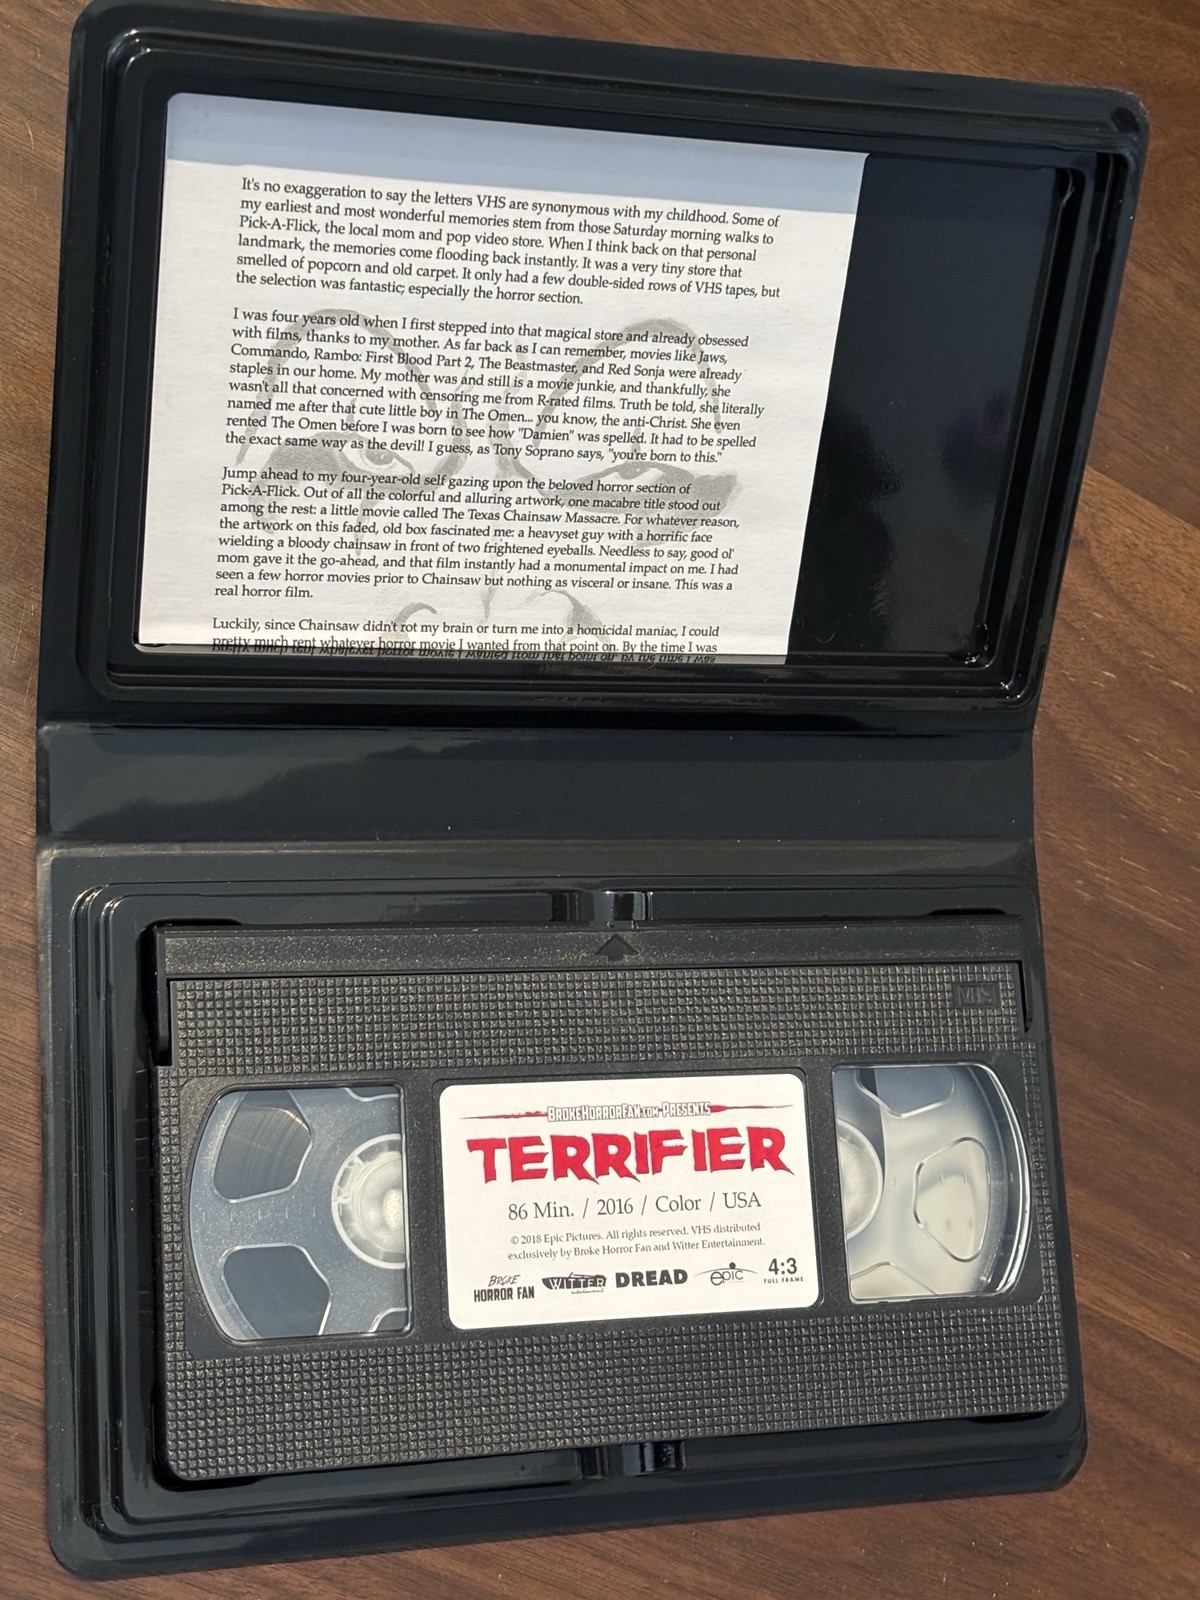 It's no exaggeration to say the letters VHS are synonymous with my childhood. Some of
my earliest and most wonderful memories stem from those Saturday morning walks to
Pick-A-Flick, the local mom and pop video store. When I think back on that personal
landmark, the memories come flooding back instantly. It was a very tiny store that
smelled of popcorn and old carpet. It only had a few double-sided rows of VHS tapes, but
the selection was fantastic; especially the horror section.
I was four years old when I first stepped into that magical store and already obsessed
with films, thanks to my mother. As far back as I can remember, movies like Jaws,
Commando, Rambo: First Blood Part 2, The Beastmaster, and Red Sonja were already
staples in our home. My mother was and still is a movie junkie, and thankfully, she
wasn't all that concerned with censoring me from R-rated films. Truth be told, she literally
named me after that cute little boy in The Omen... you know, the anti-Christ. She even
rented The Omen before I was born to see how "Damien" was spelled. It had to be spelled
the exact same way as the devil! I guess, as Tony Soprano says, "you're born to this."
Jump ahead to my four-year-old self gazing upon the beloved horror section of
Pick-A-Flick. Out of all the colorful and alluring artwork, one macabre title stood out
among the rest: a little movie called The Texas Chainsaw Massacre. For whatever reason,
the artwork on this faded, old box fascinated me: a heavyset guy with a horrific face
wielding a bloody chainsaw in front of two frightened eyeballs. Needless to say, good ol'
mom gave it the go-ahead, and that film instantly had a monumental impact on me. I had
seen a few horror movies prior to Chainsaw but nothing as visceral or insane. This was a
real horror film.
Luckily, since Chainsaw didn't rot my brain or turn me into a homicidal maniac, I could
pretty much rent whatever horror movie I wanted from that point on. By the time I was
VHS
BROKEHORRORFAN.COM PRESENTS
TERRIFIER
86 Min. / 2016 / Color / USA
© 2018 Epic Pictures. All rights reserved. VHS distributed
exclusively by Broke Horror Fan and Witter Entertainment.
BROKE
HORROR FAN
WITTER
entertainment
DREAD
epic
4:3
FULL FRAME